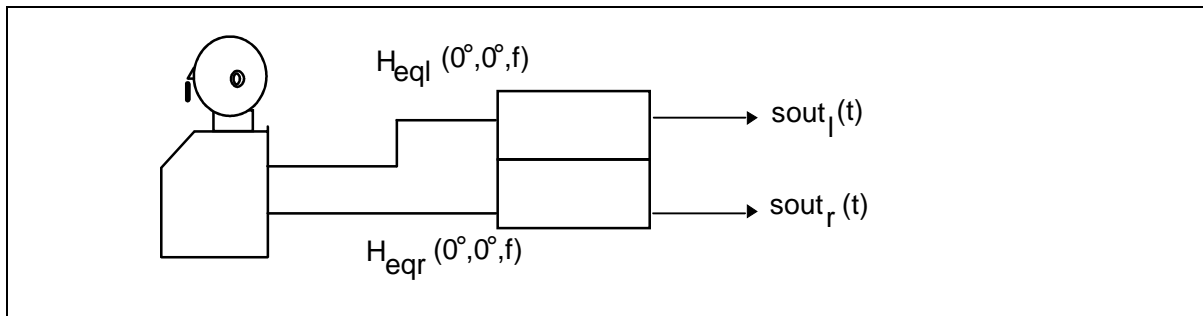 H_eql (0°,0°,f)
sout_l(t)
sout_r (t)
H_eqr (0°,0°,f)